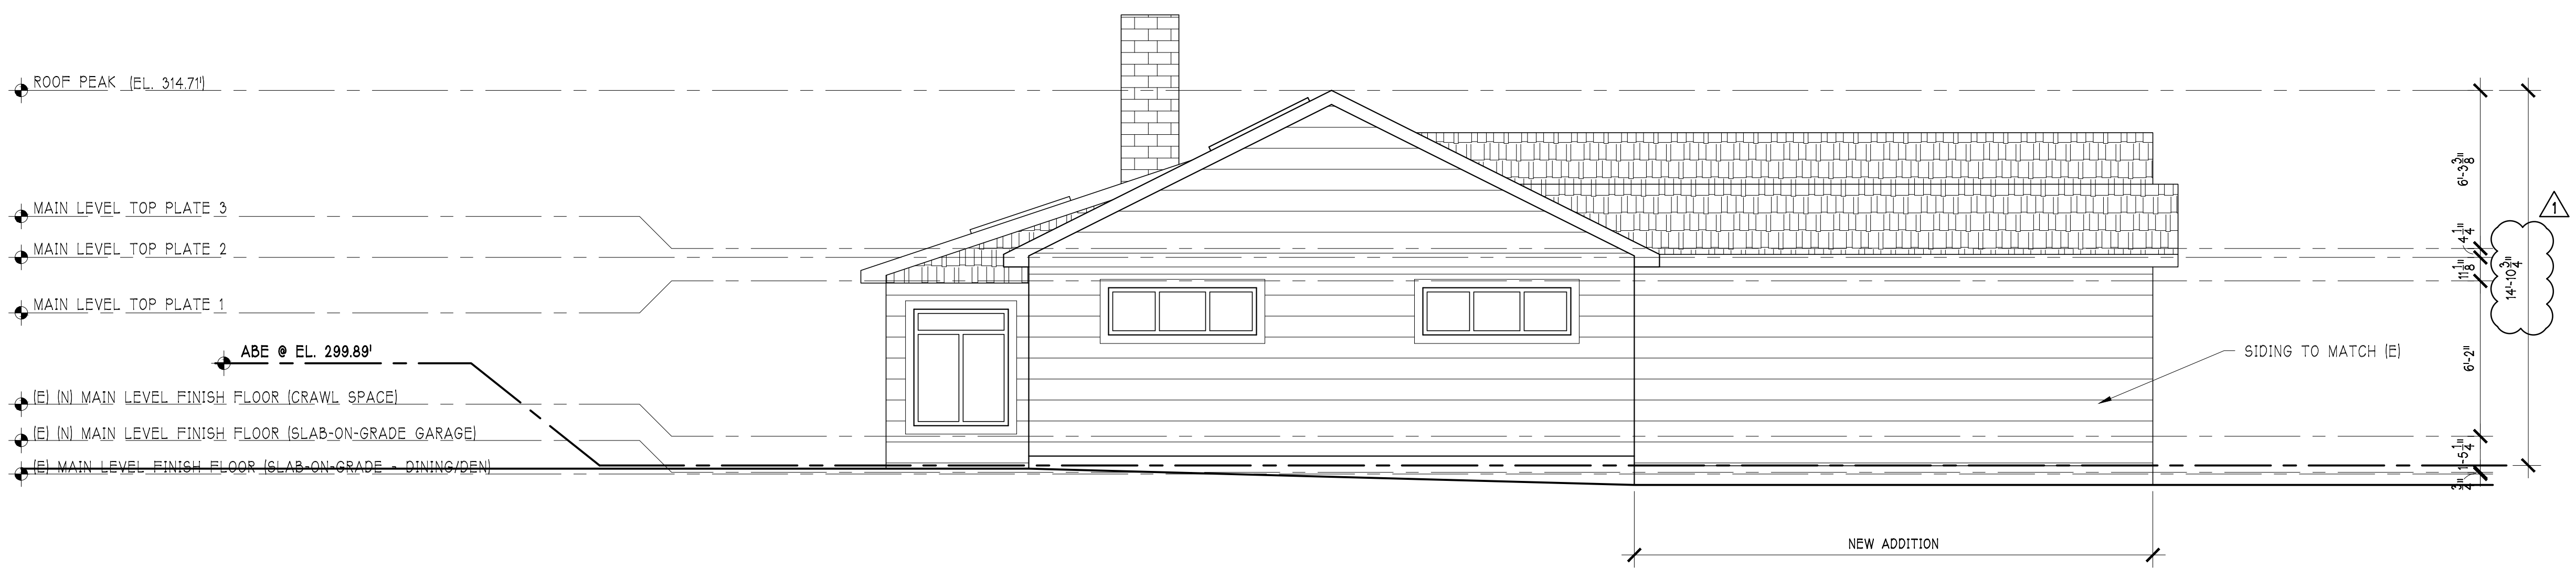 ROOF PEAK (EL. 314.71')
MAIN LEVEL TOP PLATE 3
MAIN LEVEL TOP PLATE 2
MAIN LEVEL TOP PLATE 1
ABE @ EL. 299.89'
(E) (N) MAIN LEVEL FINISH FLOOR (CRAWL SPACE)
(E) (N) MAIN LEVEL FINISH FLOOR (SLAB-ON-GRADE GARAGE)
(E) MAIN LEVEL FINISH FLOOR (SLAB-ON-GRADE - DINING/DEN)
SIDING TO MATCH (E)
NEW ADDITION
6'-3 3/8"
4 1/4"
11 1/8"
6'-2"
1'-5 1/4"
3/4"
14'-10 3/4"
1